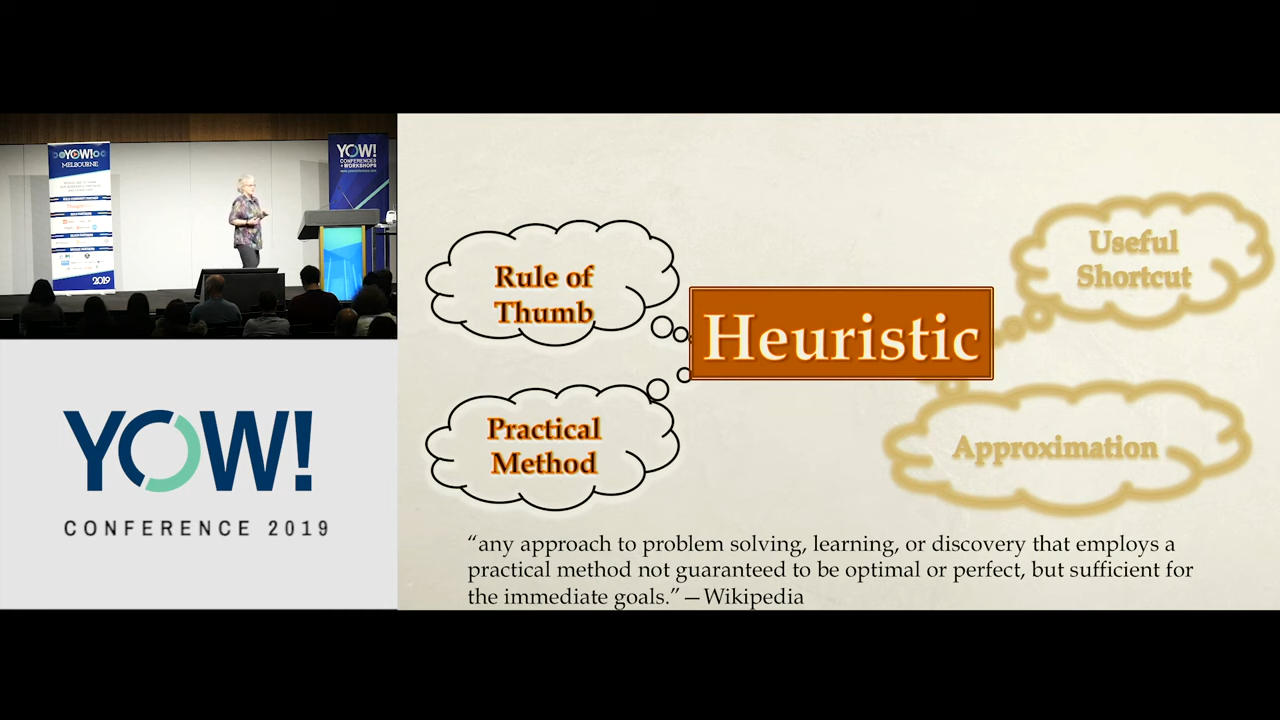 YOW!
MELBOURNE
2019
YOW!
CONFERENCES
+WORKSHOPS
YOW!
CONFERENCE 2019
Rule of
Thumb
Practical
Method
Heuristic
Useful
Shortcut
Approximation
“any approach to problem solving, learning, or discovery that employs a
practical method not guaranteed to be optimal or perfect, but sufficient for
the immediate goals.” —Wikipedia